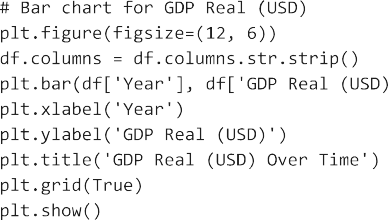 # Bar chart for GDP Real (USD)
plt.figure(figsize=(12, 6))
df.columns = df.columns.str.strip()
plt.bar(df['Year'], df['GDP Real (USD)
plt.xlabel('Year')
plt.ylabel('GDP Real (USD)')
plt.title('GDP Real (USD) Over Time')
plt.grid(True)
plt.show()